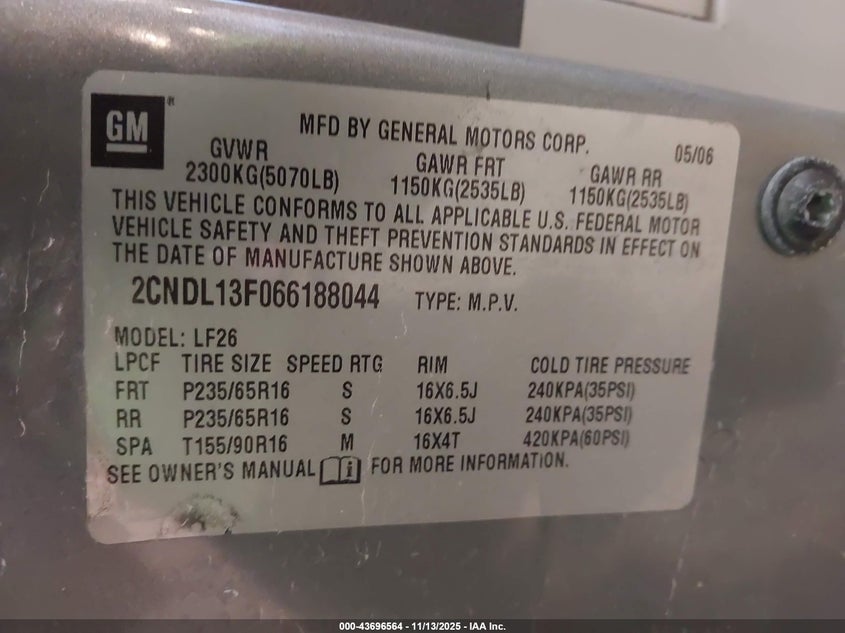 GM ®
MFD BY GENERAL MOTORS CORP. 05/06
GVWR GAWR FRT GAWR RR
2300KG(5070LB) 1150KG(2535LB) 1150KG(2535LB)
THIS VEHICLE CONFORMS TO ALL APPLICABLE U.S. FEDERAL MOTOR
VEHICLE SAFETY AND THEFT PREVENTION STANDARDS IN EFFECT ON
THE DATE OF MANUFACTURE SHOWN ABOVE.
2CNDL13F066188044 TYPE: M.P.V.
MODEL: LF26
LPCF TIRE SIZE SPEED RTG RIM COLD TIRE PRESSURE
FRT P235/65R16 S 16X6.5J 240KPA(35PSI)
RR P235/65R16 S 16X6.5J 240KPA(35PSI)
SPA T155/90R16 M 16X4T 420KPA(60PSI)
SEE OWNER'S MANUAL i FOR MORE INFORMATION.
000-43696564 - 11/13/2025 - IAA Inc.